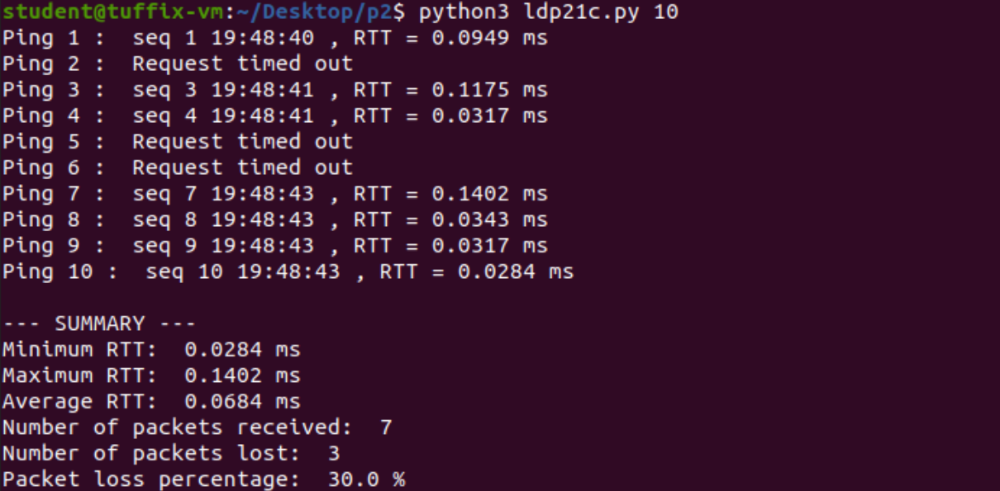 student@tuffix-vm:~/Desktop/p2$ python3 ldp21c.py 10
Ping 1 :  seq 1 19:48:40 , RTT = 0.0949 ms
Ping 2 :  Request timed out
Ping 3 :  seq 3 19:48:41 , RTT = 0.1175 ms
Ping 4 :  seq 4 19:48:41 , RTT = 0.0317 ms
Ping 5 :  Request timed out
Ping 6 :  Request timed out
Ping 7 :  seq 7 19:48:43 , RTT = 0.1402 ms
Ping 8 :  seq 8 19:48:43 , RTT = 0.0343 ms
Ping 9 :  seq 9 19:48:43 , RTT = 0.0317 ms
Ping 10 :  seq 10 19:48:43 , RTT = 0.0284 ms
--- SUMMARY ---
Minimum RTT:  0.0284 ms
Maximum RTT:  0.1402 ms
Average RTT:  0.0684 ms
Number of packets received:  7
Number of packets lost:  3
Packet loss percentage:  30.0 %